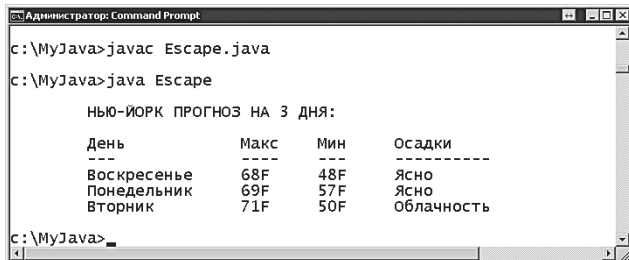 Администратор: Command Prompt
c:\MyJava>javac Escape.java
c:\MyJava>java Escape
НЬЮ-ЙОРК ПРОГНОЗ НА 3 ДНЯ:
День Макс Мин Осадки
--- ---- --- ----------
Воскресенье 68F 48F Ясно
Понедельник 69F 57F Ясно
Вторник 71F 50F Облачность
c:\MyJava>_